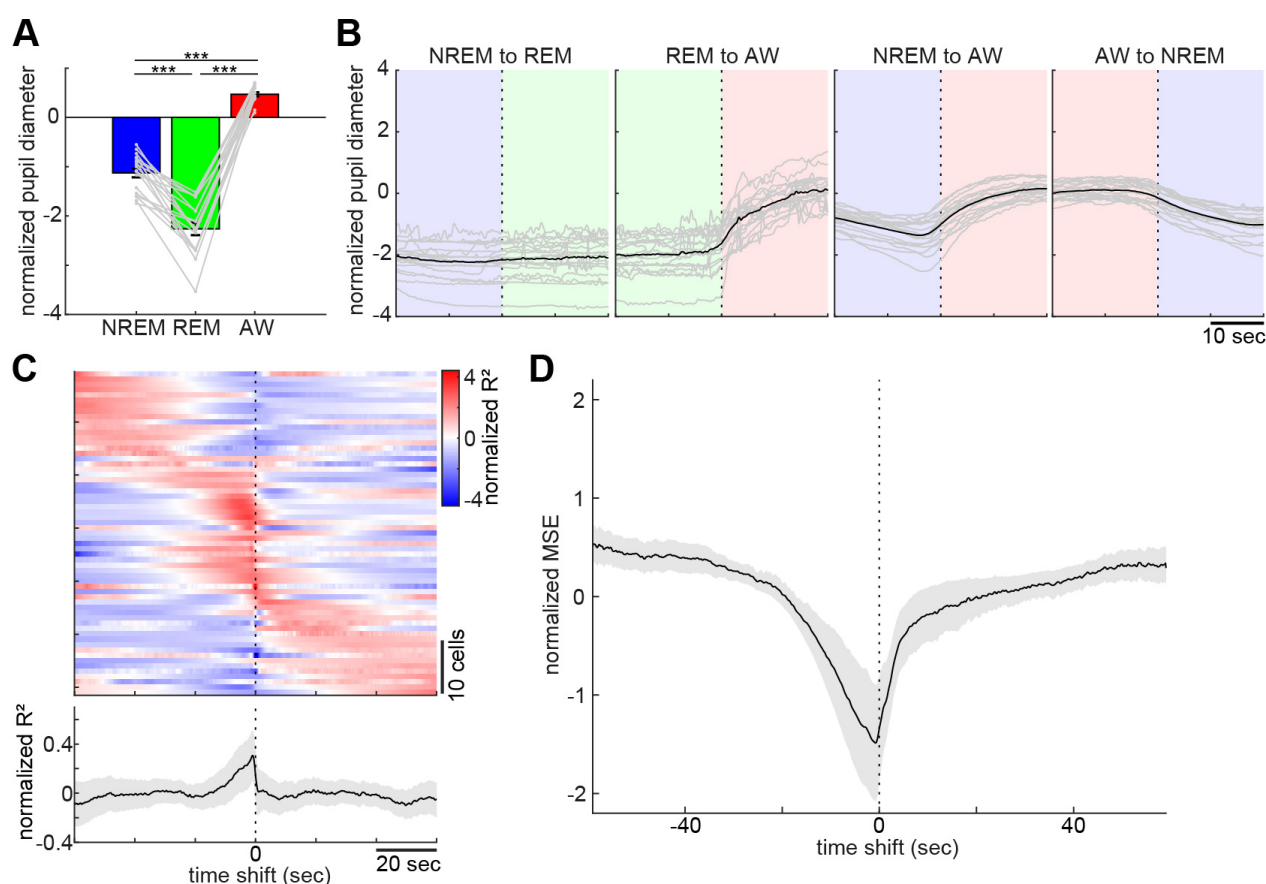 A
normalized pupil diameter
***
*** ***
0
-2
-4
NREM REM AW
B
normalized pupil diameter
NREM to REM
REM to AW
NREM to AW
AW to NREM
4
2
0
-2
-4
10 sec
C
4
0
-4
normalized R²
10 cells
normalized R²
0.4
0
-0.4
0
20 sec
time shift (sec)
D
normalized MSE
2
1
0
-1
-2
-40 0 40
time shift (sec)